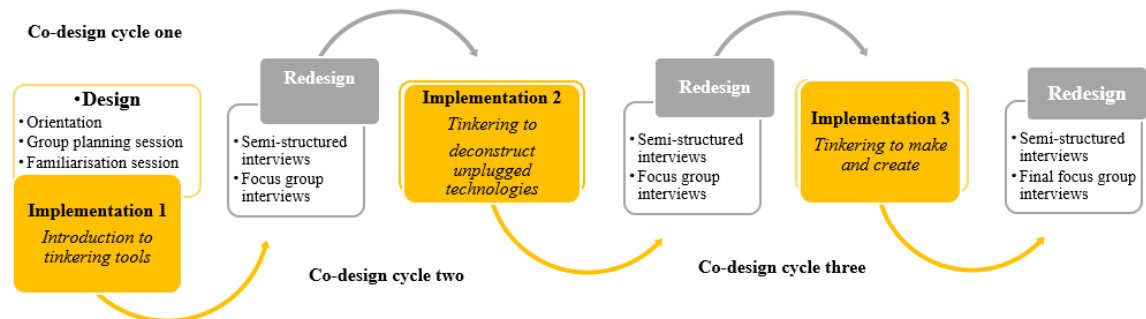 Co-design cycle one
•Design
•Orientation
•Group planning session
•Familiarisation session
Implementation 1
Introduction to
tinkering tools
Redesign
•Semi-structured
interviews
•Focus group
interviews
Implementation 2
Tinkering to
deconstruct
unplugged
technologies
Co-design cycle two
Redesign
•Semi-structured
interviews
•Focus group
interviews
Implementation 3
Tinkering to make
and create
Co-design cycle three
Redesign
•Semi-structured
interviews
•Final focus group
interviews